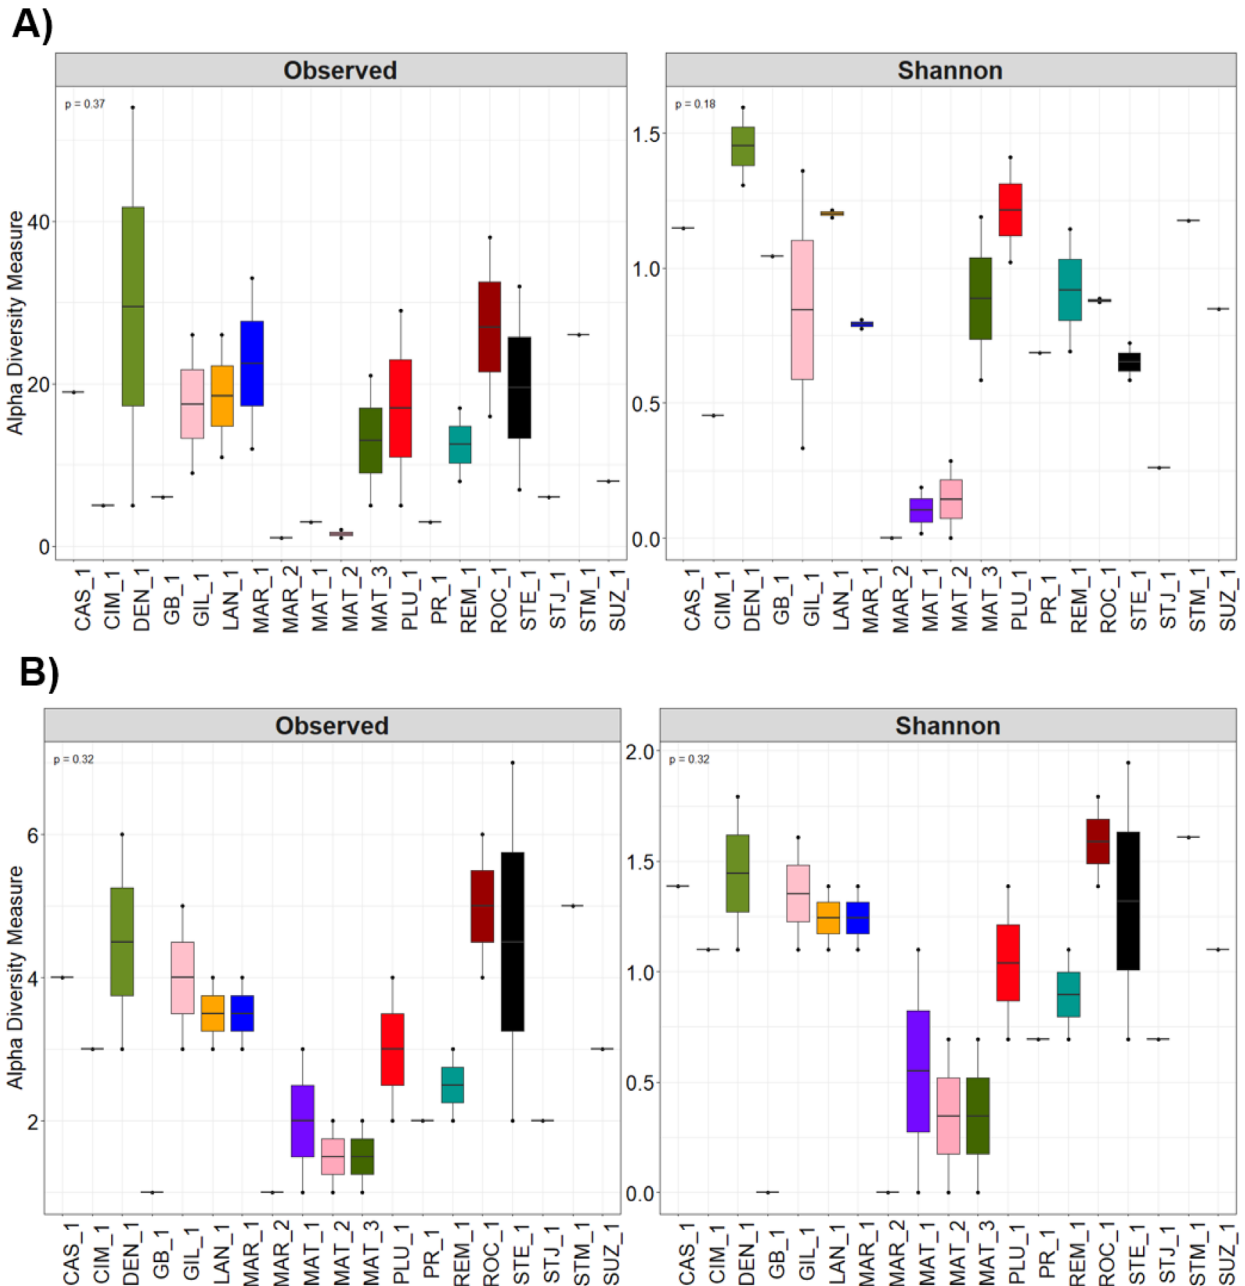 A)
Observed
Shannon
p = 0.37
p = 0.18
Alpha Diversity Measure
40
20
0
1.5
1.0
0.5
0.0
CAS_1
CIM_1
DEN_1
GB_1
GIL_1
LAN_1
MAR_1
MAR_2
MAT_1
MAT_2
MAT_3
PLU_1
PR_1
REM_1
ROC_1
STE_1
STJ_1
STM_1
SUZ_1
CAS_1
CIM_1
DEN_1
GB_1
GIL_1
LAN_1
MAR_1
MAR_2
MAT_1
MAT_2
MAT_3
PLU_1
PR_1
REM_1
ROC_1
STE_1
STJ_1
STM_1
SUZ_1
B)
Observed
Shannon
p = 0.32
p = 0.32
Alpha Diversity Measure
6
4
2
2.0
1.5
1.0
0.5
0.0
CAS_1
CIM_1
DEN_1
GB_1
GIL_1
LAN_1
MAR_1
MAR_2
MAT_1
MAT_2
MAT_3
PLU_1
PR_1
REM_1
ROC_1
STE_1
STJ_1
STM_1
SUZ_1
CAS_1
CIM_1
DEN_1
GB_1
GIL_1
LAN_1
MAR_1
MAR_2
MAT_1
MAT_2
MAT_3
PLU_1
PR_1
REM_1
ROC_1
STE_1
STJ_1
STM_1
SUZ_1